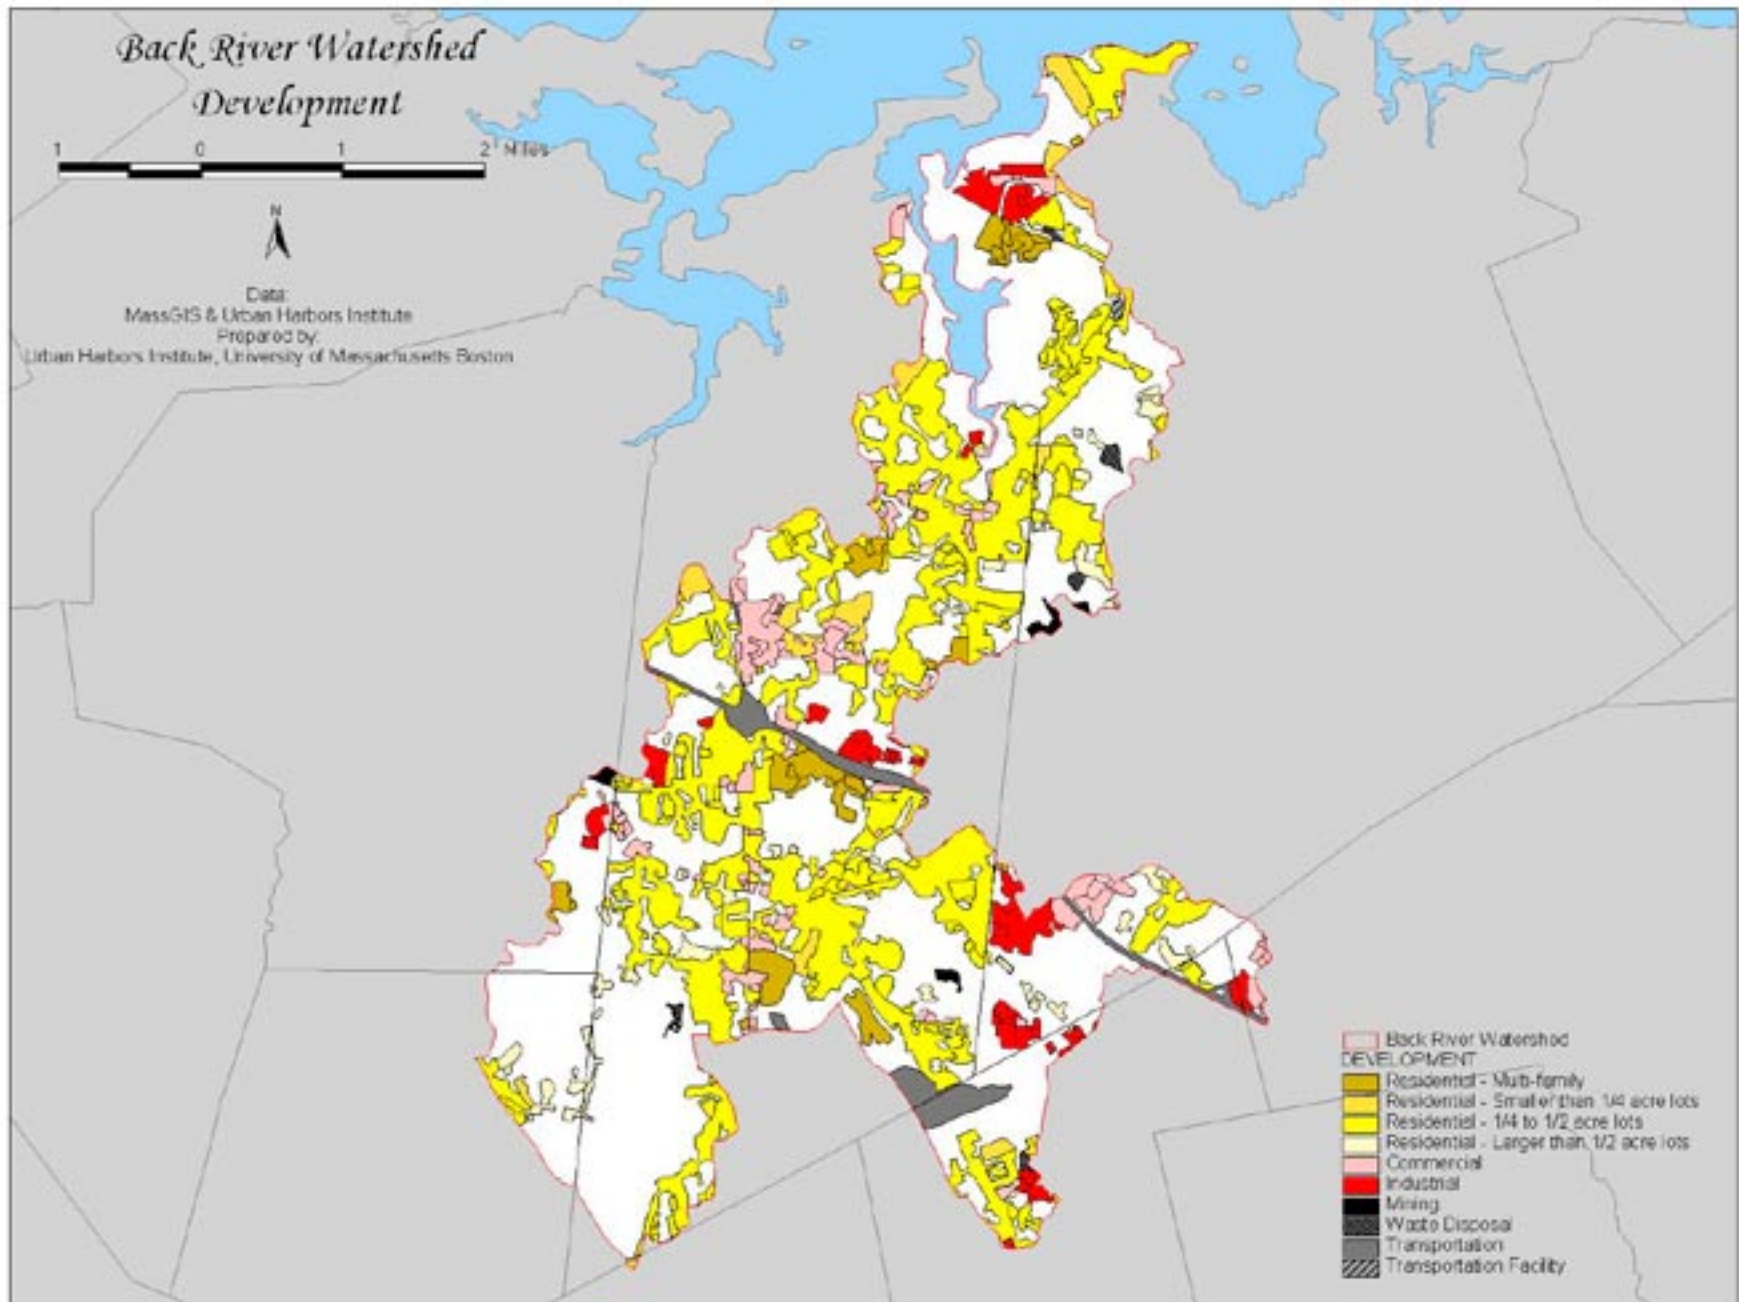 Back River Watershed
Development
1 0 1 2 Miles
N
Data:
MassGIS & Urban Harbors Institute
Prepared by:
Urban Harbors Institute, University of Massachusetts Boston
Back River Watershed
DEVELOPMENT
Residential - Multi-family
Residential - Smaller than 1/4 acre lots
Residential - 1/4 to 1/2 acre lots
Residential - Larger than 1/2 acre lots
Commercial
Industrial
Mining
Waste Disposal
Transportation
Transportation Facility